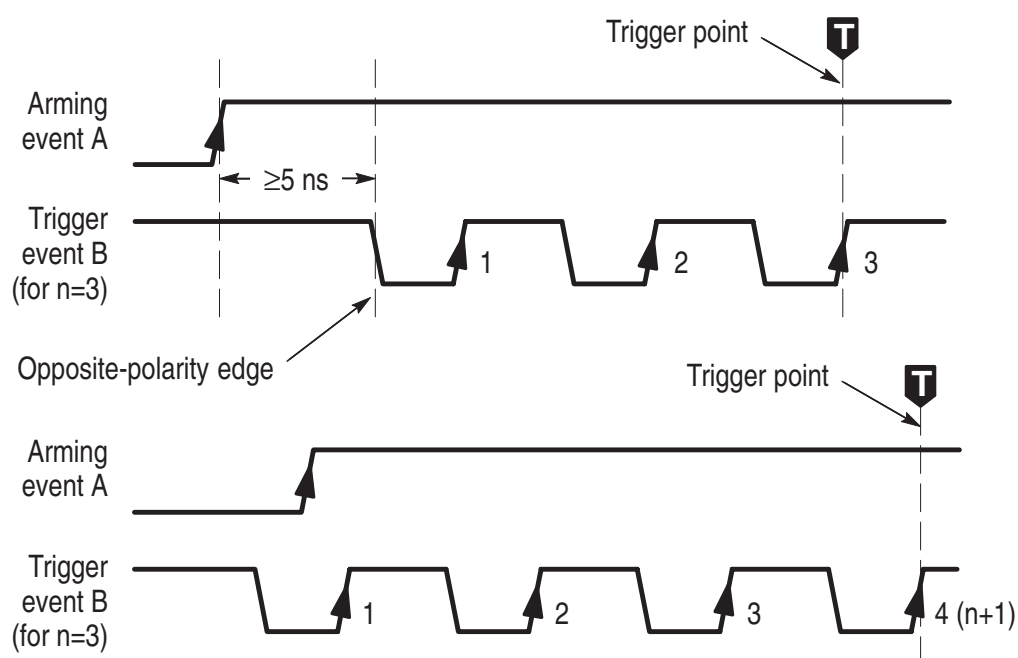 Trigger point
T
Arming
event A
≥5 ns
Trigger
event B
(for n=3)
1
2
3
Opposite-polarity edge
Trigger point
T
Arming
event A
Trigger
event B
(for n=3)
1
2
3
4 (n+1)